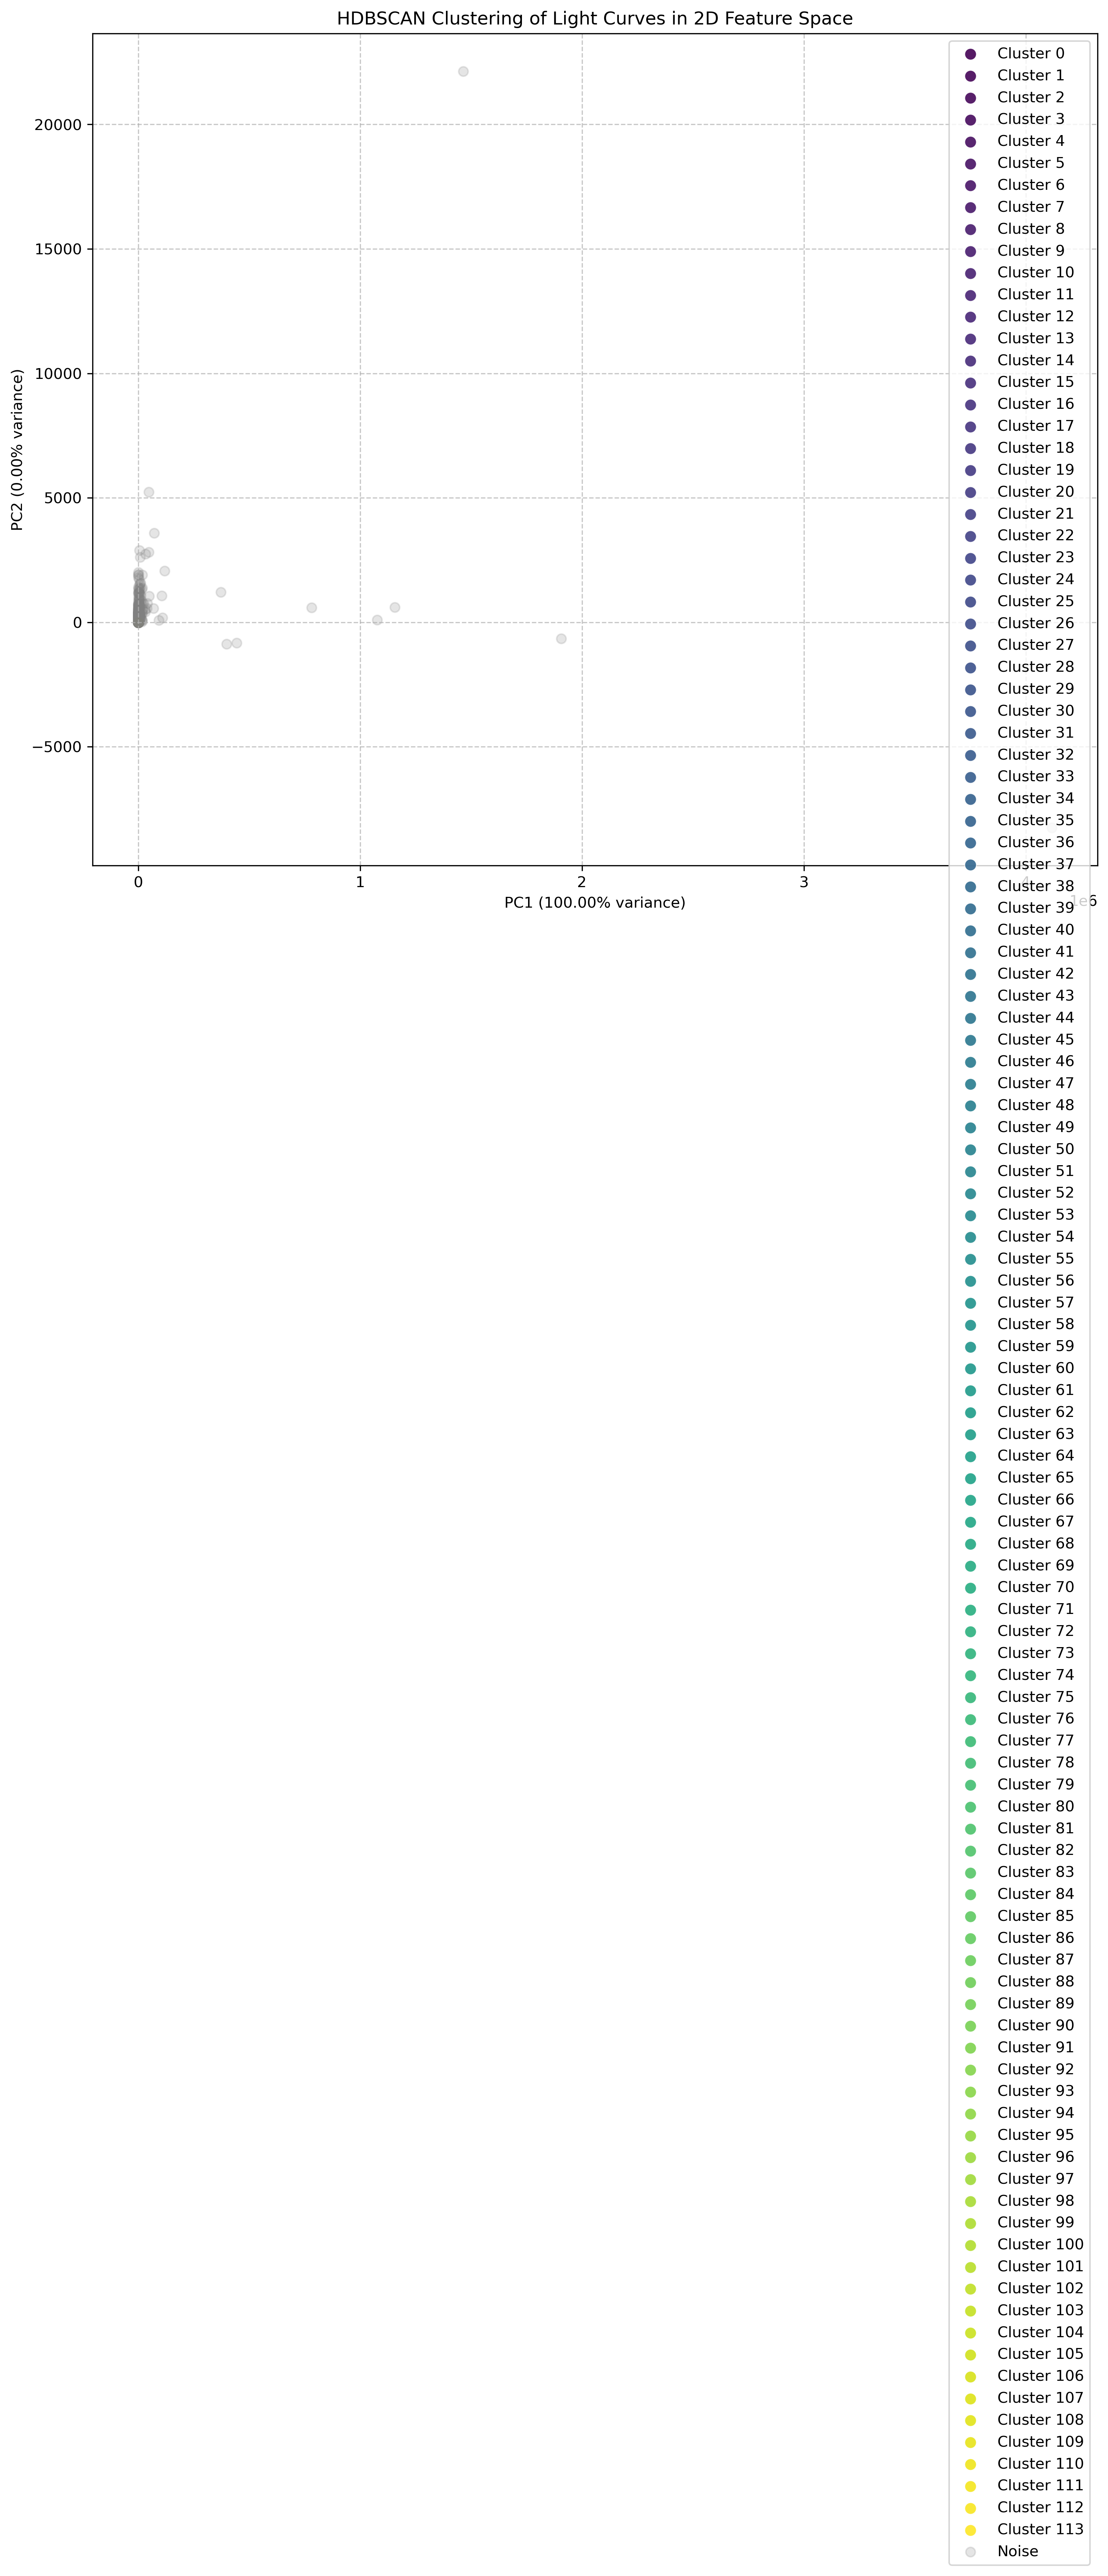 HDBSCAN Clustering of Light Curves in 2D Feature Space
PC2 (0.00% variance)
20000
15000
10000
5000
0
−5000
0
1
2
3
4
1e6
PC1 (100.00% variance)
Cluster 0
Cluster 1
Cluster 2
Cluster 3
Cluster 4
Cluster 5
Cluster 6
Cluster 7
Cluster 8
Cluster 9
Cluster 10
Cluster 11
Cluster 12
Cluster 13
Cluster 14
Cluster 15
Cluster 16
Cluster 17
Cluster 18
Cluster 19
Cluster 20
Cluster 21
Cluster 22
Cluster 23
Cluster 24
Cluster 25
Cluster 26
Cluster 27
Cluster 28
Cluster 29
Cluster 30
Cluster 31
Cluster 32
Cluster 33
Cluster 34
Cluster 35
Cluster 36
Cluster 37
Cluster 38
Cluster 39
Cluster 40
Cluster 41
Cluster 42
Cluster 43
Cluster 44
Cluster 45
Cluster 46
Cluster 47
Cluster 48
Cluster 49
Cluster 50
Cluster 51
Cluster 52
Cluster 53
Cluster 54
Cluster 55
Cluster 56
Cluster 57
Cluster 58
Cluster 59
Cluster 60
Cluster 61
Cluster 62
Cluster 63
Cluster 64
Cluster 65
Cluster 66
Cluster 67
Cluster 68
Cluster 69
Cluster 70
Cluster 71
Cluster 72
Cluster 73
Cluster 74
Cluster 75
Cluster 76
Cluster 77
Cluster 78
Cluster 79
Cluster 80
Cluster 81
Cluster 82
Cluster 83
Cluster 84
Cluster 85
Cluster 86
Cluster 87
Cluster 88
Cluster 89
Cluster 90
Cluster 91
Cluster 92
Cluster 93
Cluster 94
Cluster 95
Cluster 96
Cluster 97
Cluster 98
Cluster 99
Cluster 100
Cluster 101
Cluster 102
Cluster 103
Cluster 104
Cluster 105
Cluster 106
Cluster 107
Cluster 108
Cluster 109
Cluster 110
Cluster 111
Cluster 112
Cluster 113
Noise